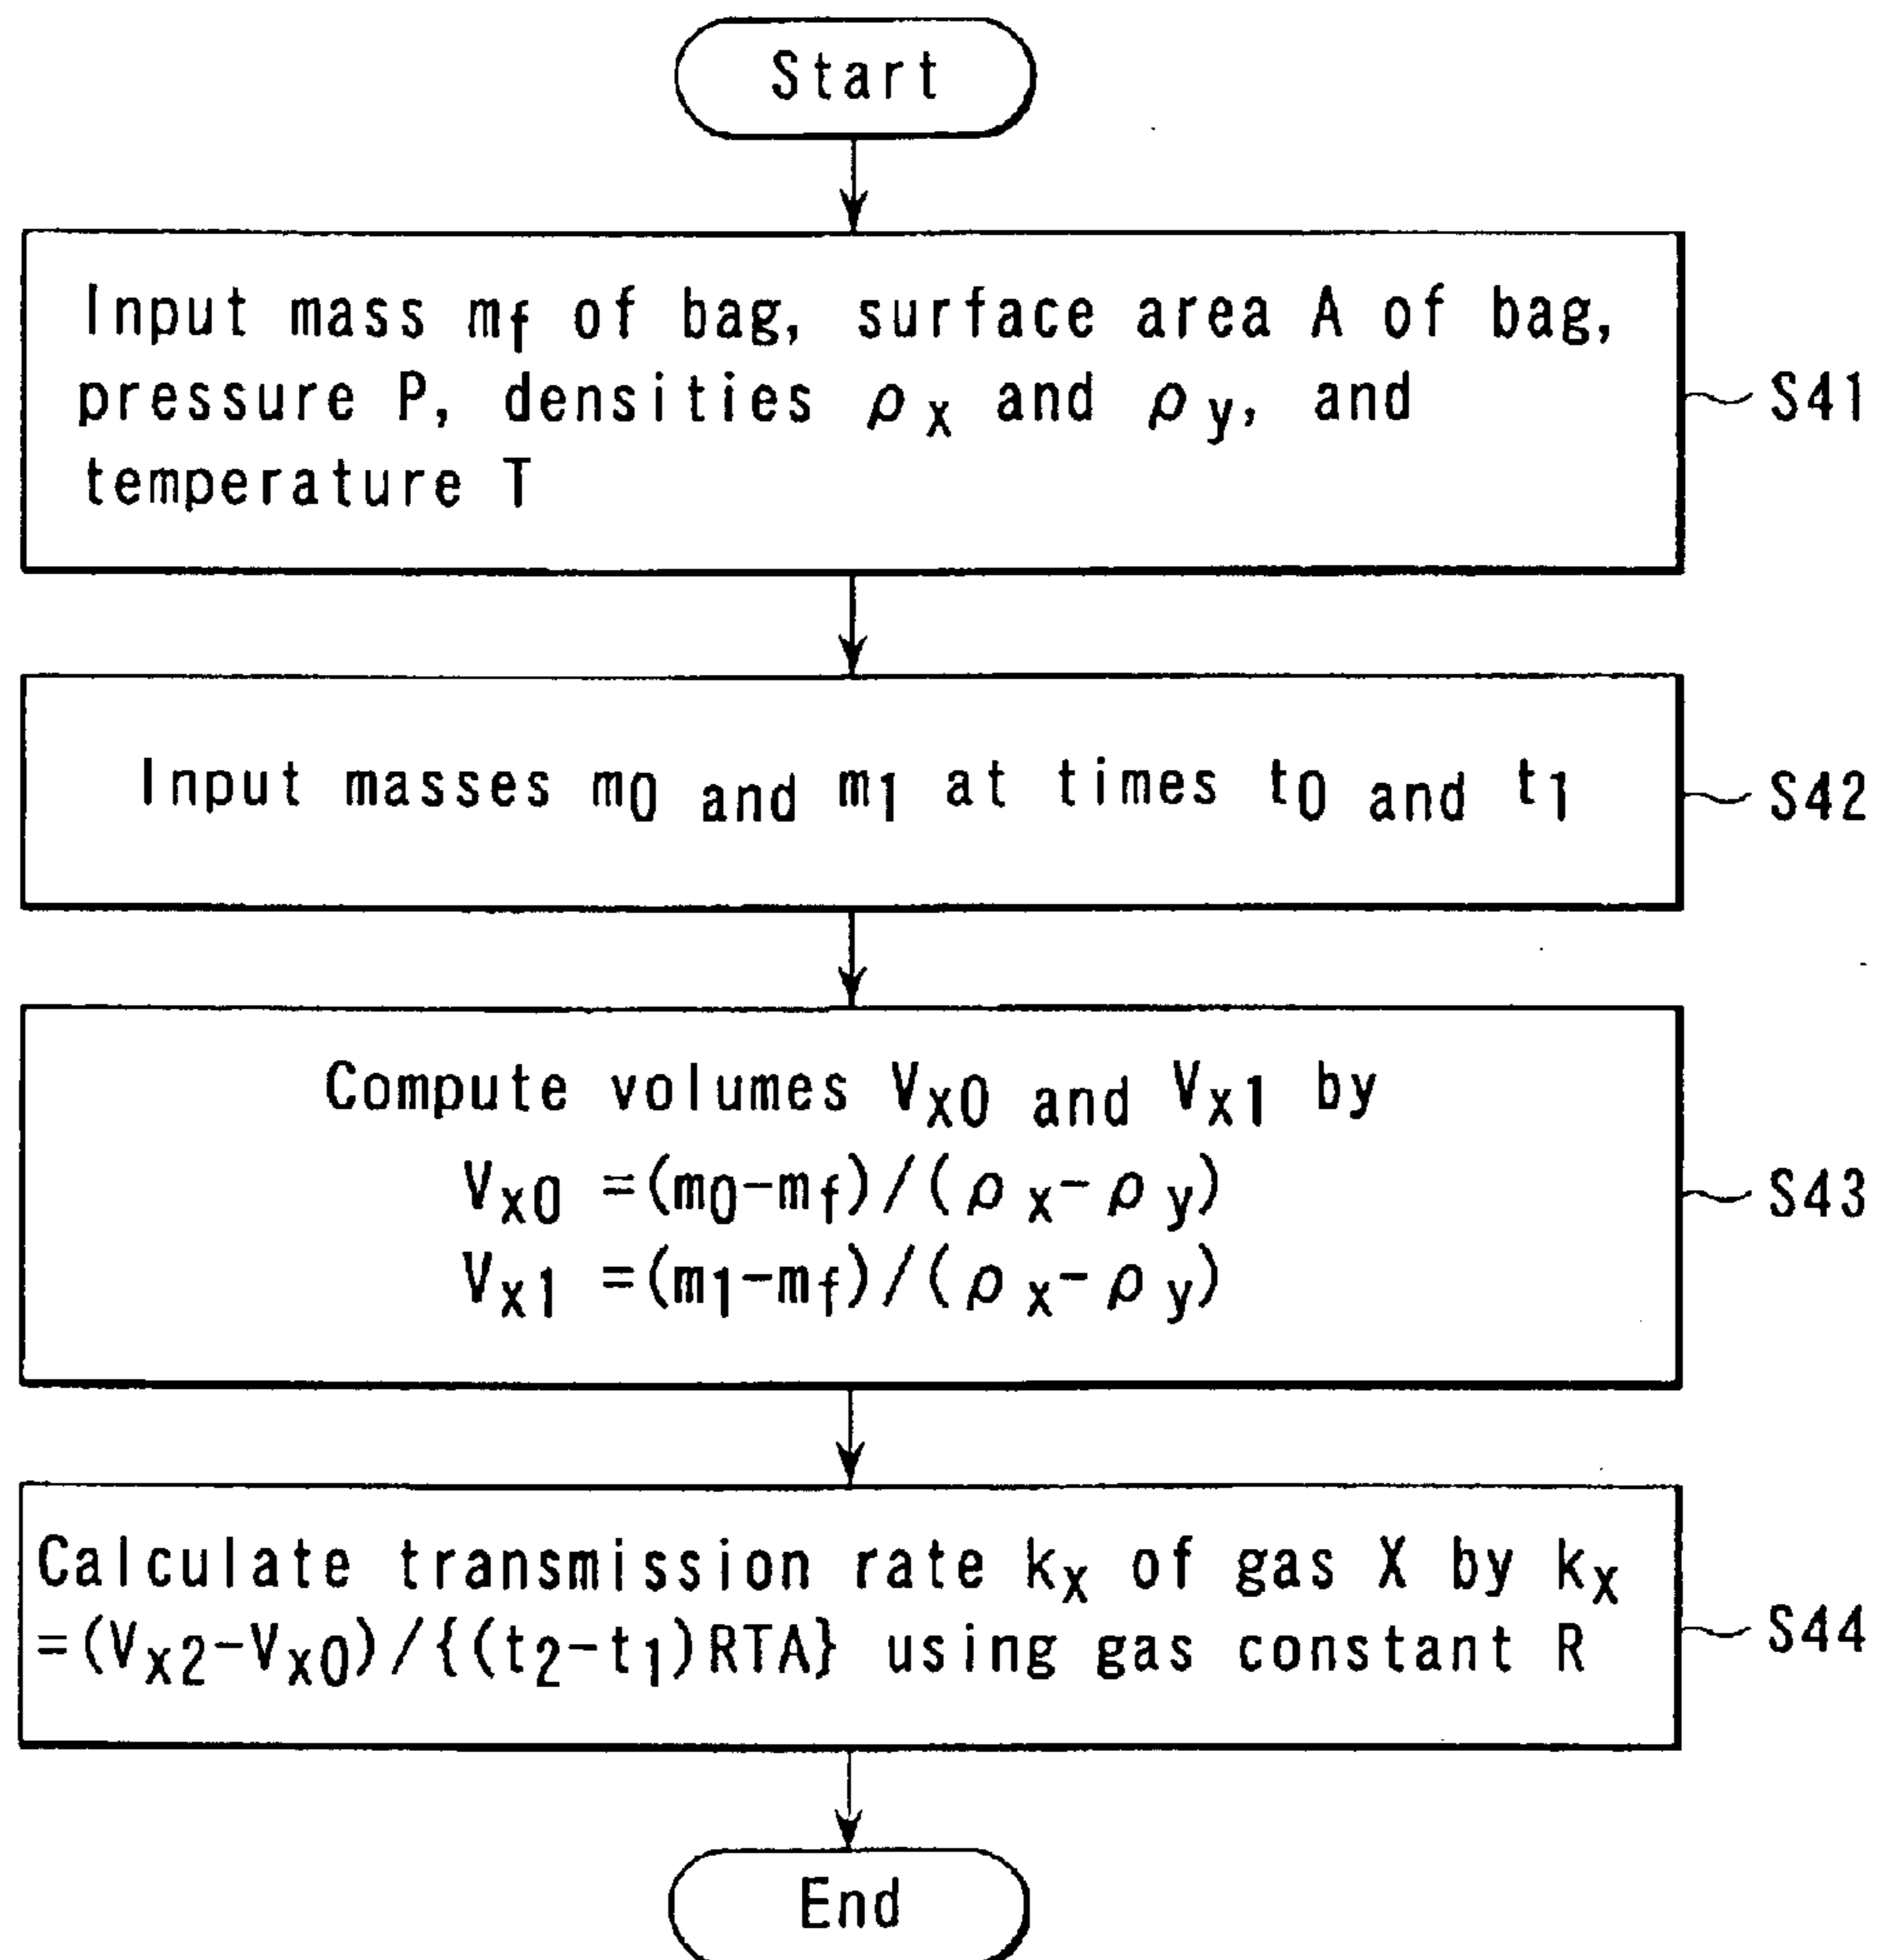 Start
Input mass mf of bag, surface area A of bag,
pressure P, densities ρx and ρy, and
temperature T
S41
Input masses m0 and m1 at times t0 and t1
S42
Compute volumes Vx0 and Vx1 by
Vx0 =(m0-mf)/(ρx-ρy)
Vx1 =(m1-mf)/(ρx-ρy)
S43
Calculate transmission rate kx of gas X by kx
=(Vx2-Vx0)/{(t2-t1)RTA} using gas constant R
S44
End